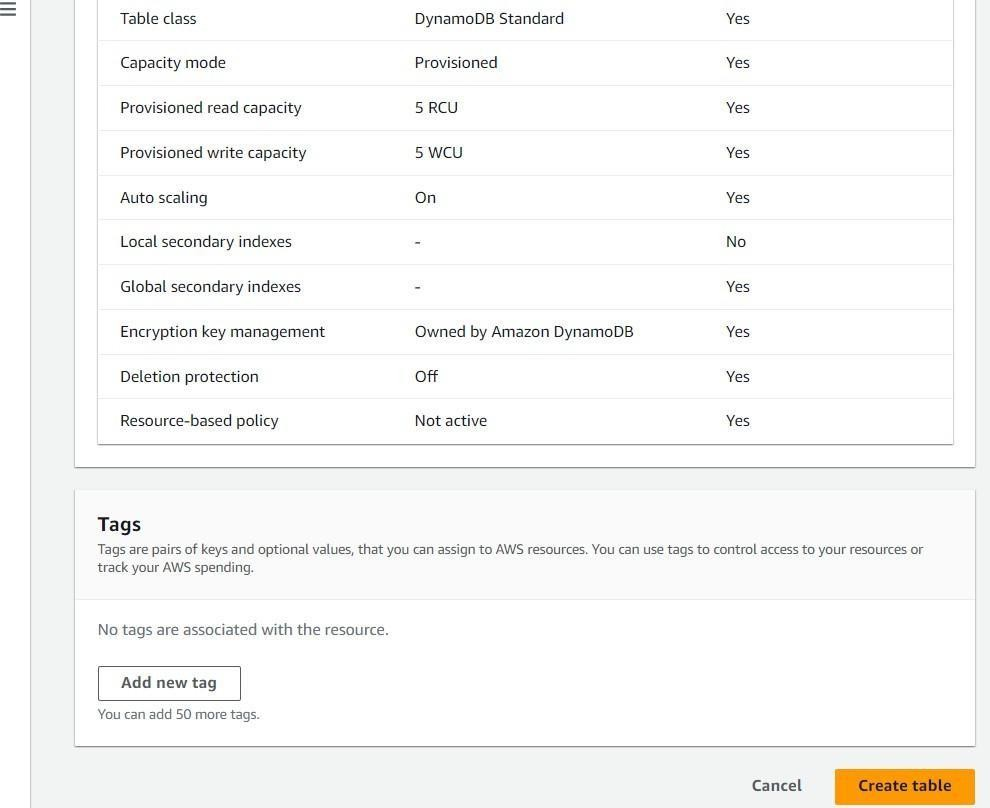 Table class DynamoDB Standard Yes
Capacity mode Provisioned Yes
Provisioned read capacity 5 RCU Yes
Provisioned write capacity 5 WCU Yes
Auto scaling On Yes
Local secondary indexes - No
Global secondary indexes - Yes
Encryption key management Owned by Amazon DynamoDB Yes
Deletion protection Off Yes
Resource-based policy Not active Yes
Tags
Tags are pairs of keys and optional values, that you can assign to AWS resources. You can use tags to control access to your resources or
track your AWS spending.
No tags are associated with the resource.
Add new tag
You can add 50 more tags.
Cancel Create table